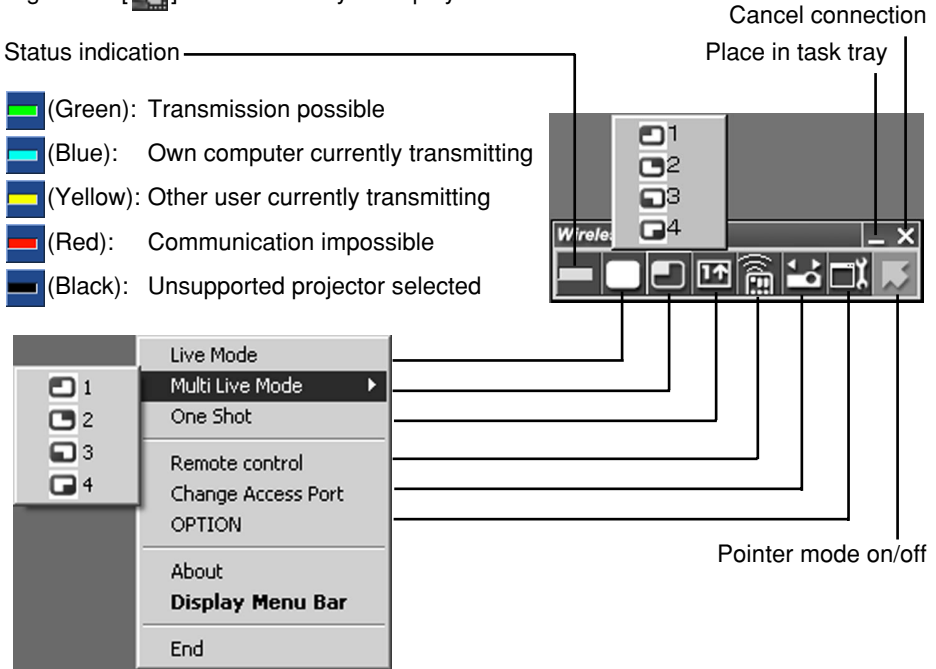 Cancel connection
Status indication
Place in task tray
(Green): Transmission possible
(Blue): Own computer currently transmitting
(Yellow): Other user currently transmitting
(Red): Communication impossible
(Black): Unsupported projector selected
1
2
3
4
Wirele
Live Mode
Multi Live Mode
One Shot
Remote control
Change Access Port
OPTION
About
Display Menu Bar
End
1
2
3
4
Pointer mode on/off